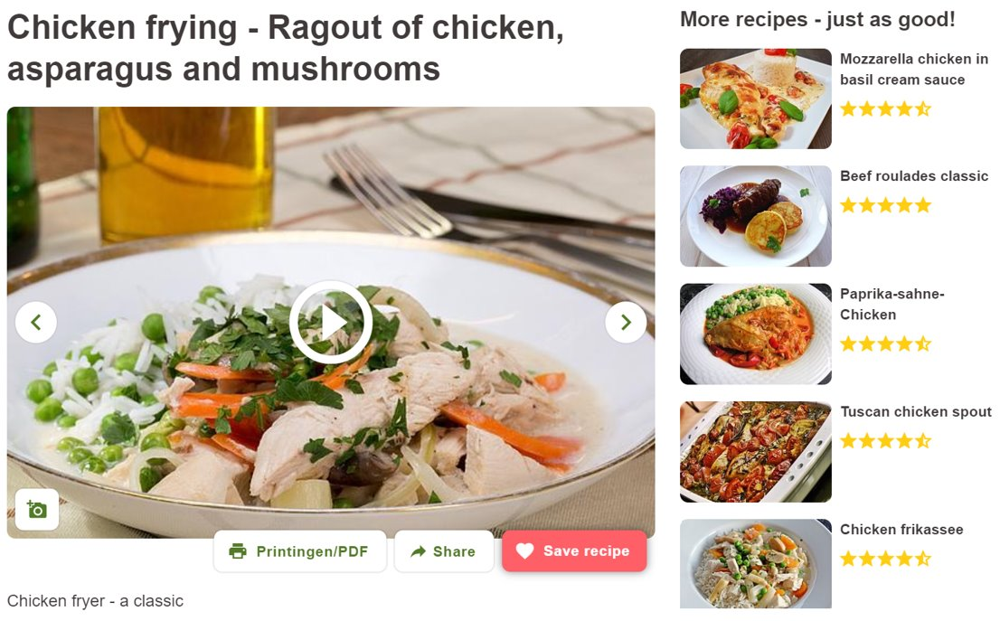 Chicken frying - Ragout of chicken,
asparagus and mushrooms
Printingen/PDF
Share
Save recipe
Chicken fryer - a classic
More recipes - just as good!
Mozzarella chicken in
basil cream sauce
Beef roulades classic
Paprika-sahne-
Chicken
Tuscan chicken spout
Chicken frikassee